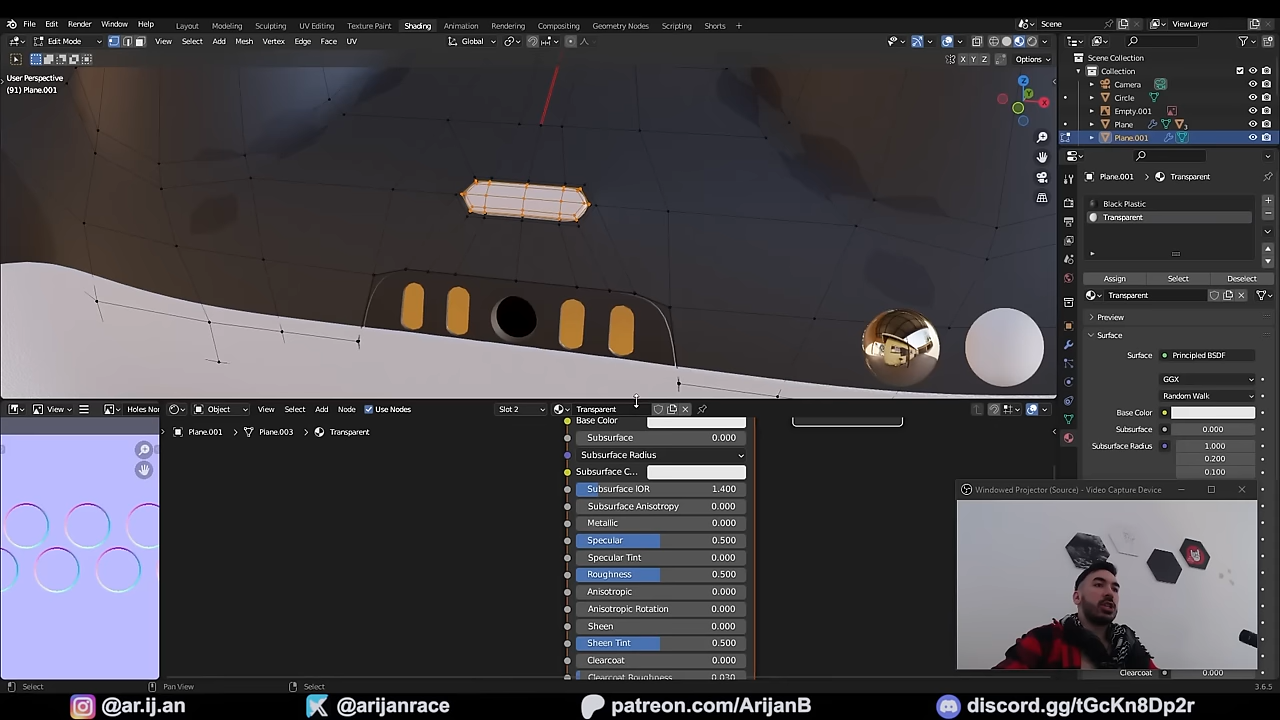 File Edit Render Window Help Layout Modeling Sculpting UV Editing Texture Paint Shading Animation Rendering Compositing Geometry Nodes Scripting Shorts + Scene ViewLayer
Edit Mode View Select Add Mesh Vertex Edge Face UV Global
X Y Z Options
User Perspective
(91) Plane.001
Z
X
Scene Collection
Collection
Camera
Circle
Empty.001
Plane
Plane.001
Plane.001 > Transparent
Black Plastic
Transparent
Assign Select Deselect
Transparent
Preview
Surface
Surface Principled BSDF
GGX
Random Walk
Base Color
Subsurface 0.000
Subsurface Radius 1.000
0.200
0.100
View Holes No
Object View Select Add Node Use Nodes Slot 2 Transparent
Plane.001 > Plane.003 > Transparent
Base Color
Subsurface 0.000
Subsurface Radius
Subsurface C...
Subsurface IOR 1.400
Subsurface Anisotropy 0.000
Metallic 0.000
Specular 0.500
Specular Tint 0.000
Roughness 0.500
Anisotropic 0.000
Anisotropic Rotation 0.000
Sheen 0.000
Sheen Tint 0.500
Clearcoat 0.000
Clearcoat Roughness 0.030
Windowed Projector (Source) - Video Capture Device
Clearcoat 0.000
Select Pan View Select 3.6.5
@ar.ij.an @arijanrace patreon.com/ArijanB discord.gg/tGcKn8Dp2r